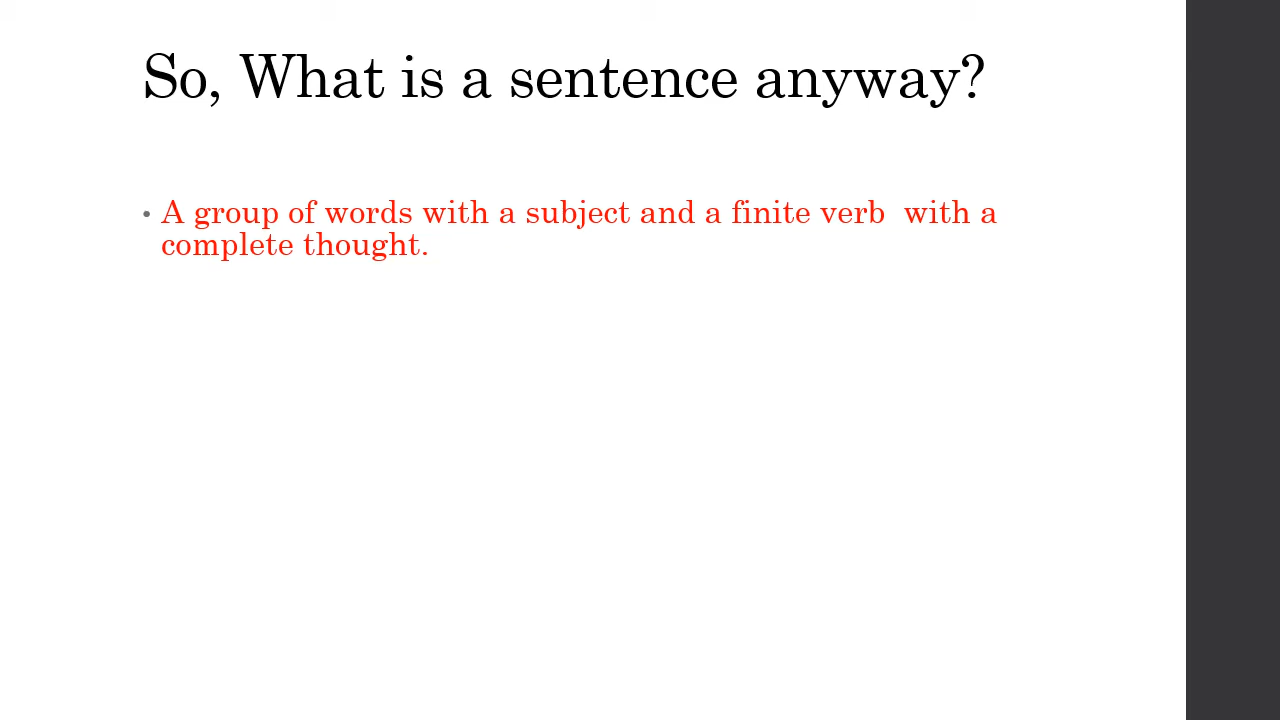 So, What is a sentence anyway?
• A group of words with a subject and a finite verb  with a
complete thought.